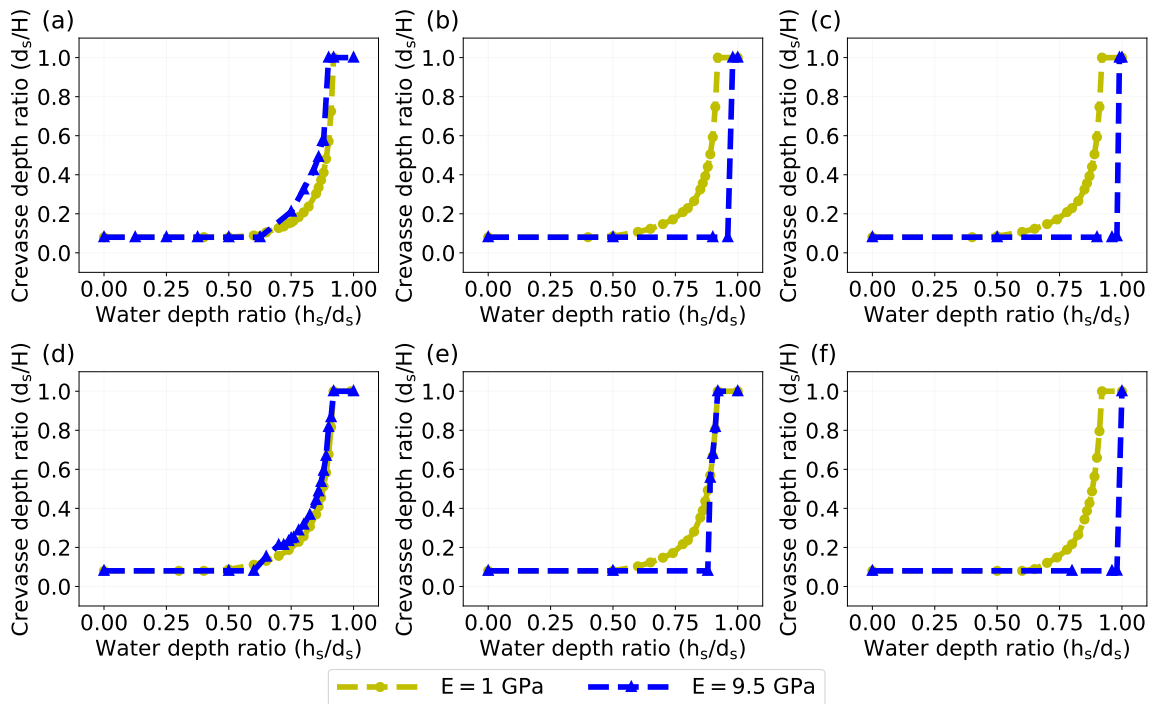 (a)
Crevasse depth ratio (dₛ/H)
1.0
0.8
0.6
0.4
0.2
0.0
0.00 0.25 0.50 0.75 1.00
Water depth ratio (hₛ/dₛ)
(b)
Crevasse depth ratio (dₛ/H)
1.0
0.8
0.6
0.4
0.2
0.0
0.00 0.25 0.50 0.75 1.00
Water depth ratio (hₛ/dₛ)
(c)
Crevasse depth ratio (dₛ/H)
1.0
0.8
0.6
0.4
0.2
0.0
0.00 0.25 0.50 0.75 1.00
Water depth ratio (hₛ/dₛ)
(d)
Crevasse depth ratio (dₛ/H)
1.0
0.8
0.6
0.4
0.2
0.0
0.00 0.25 0.50 0.75 1.00
Water depth ratio (hₛ/dₛ)
(e)
Crevasse depth ratio (dₛ/H)
1.0
0.8
0.6
0.4
0.2
0.0
0.00 0.25 0.50 0.75 1.00
Water depth ratio (hₛ/dₛ)
(f)
Crevasse depth ratio (dₛ/H)
1.0
0.8
0.6
0.4
0.2
0.0
0.00 0.25 0.50 0.75 1.00
Water depth ratio (hₛ/dₛ)
E = 1 GPa E = 9.5 GPa